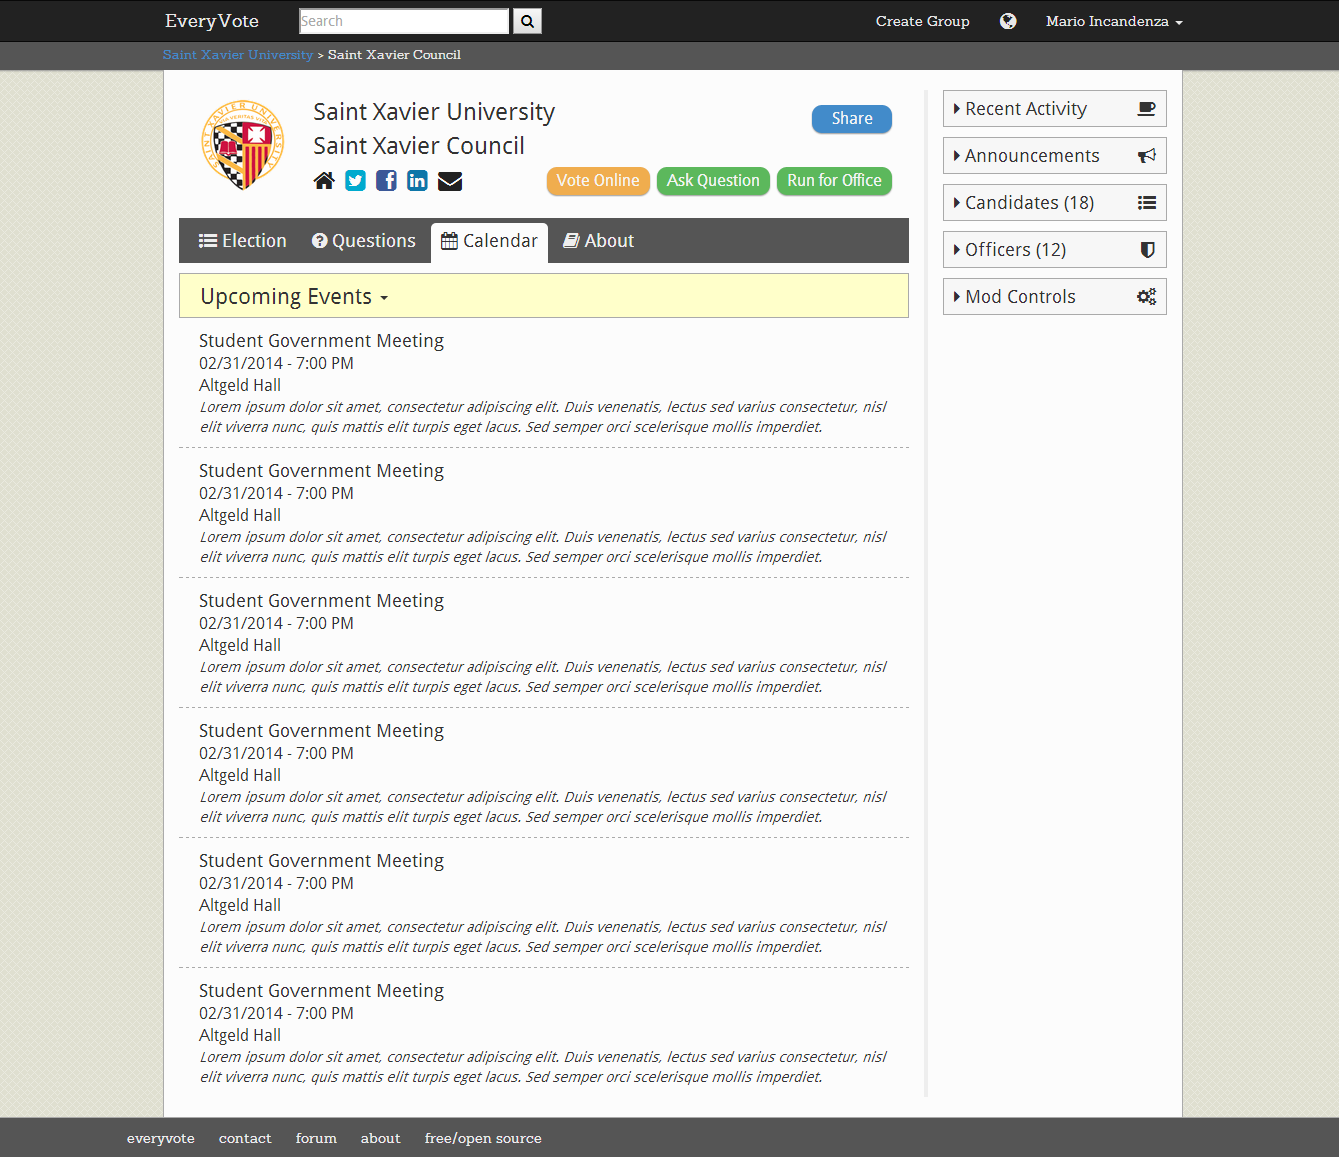 EveryVote
Search
Create Group
Mario Incandenza
Saint Xavier University > Saint Xavier Council
SAINT XAVIER UNIVERSITY
Saint Xavier University
Saint Xavier Council
Share
Vote Online
Ask Question
Run for Office
Election
Questions
Calendar
About
Upcoming Events
Student Government Meeting
02/31/2014 - 7:00 PM
Altgeld Hall
Lorem ipsum dolor sit amet, consectetur adipiscing elit. Duis venenatis, lectus sed varius consectetur, nisl
elit viverra nunc, quis mattis elit turpis eget lacus. Sed semper orci scelerisque mollis imperdiet.
Student Government Meeting
02/31/2014 - 7:00 PM
Altgeld Hall
Lorem ipsum dolor sit amet, consectetur adipiscing elit. Duis venenatis, lectus sed varius consectetur, nisl
elit viverra nunc, quis mattis elit turpis eget lacus. Sed semper orci scelerisque mollis imperdiet.
Student Government Meeting
02/31/2014 - 7:00 PM
Altgeld Hall
Lorem ipsum dolor sit amet, consectetur adipiscing elit. Duis venenatis, lectus sed varius consectetur, nisl
elit viverra nunc, quis mattis elit turpis eget lacus. Sed semper orci scelerisque mollis imperdiet.
Student Government Meeting
02/31/2014 - 7:00 PM
Altgeld Hall
Lorem ipsum dolor sit amet, consectetur adipiscing elit. Duis venenatis, lectus sed varius consectetur, nisl
elit viverra nunc, quis mattis elit turpis eget lacus. Sed semper orci scelerisque mollis imperdiet.
Student Government Meeting
02/31/2014 - 7:00 PM
Altgeld Hall
Lorem ipsum dolor sit amet, consectetur adipiscing elit. Duis venenatis, lectus sed varius consectetur, nisl
elit viverra nunc, quis mattis elit turpis eget lacus. Sed semper orci scelerisque mollis imperdiet.
Student Government Meeting
02/31/2014 - 7:00 PM
Altgeld Hall
Lorem ipsum dolor sit amet, consectetur adipiscing elit. Duis venenatis, lectus sed varius consectetur, nisl
elit viverra nunc, quis mattis elit turpis eget lacus. Sed semper orci scelerisque mollis imperdiet.
Recent Activity
Announcements
Candidates (18)
Officers (12)
Mod Controls
everyvote
contact
forum
about
free/open source